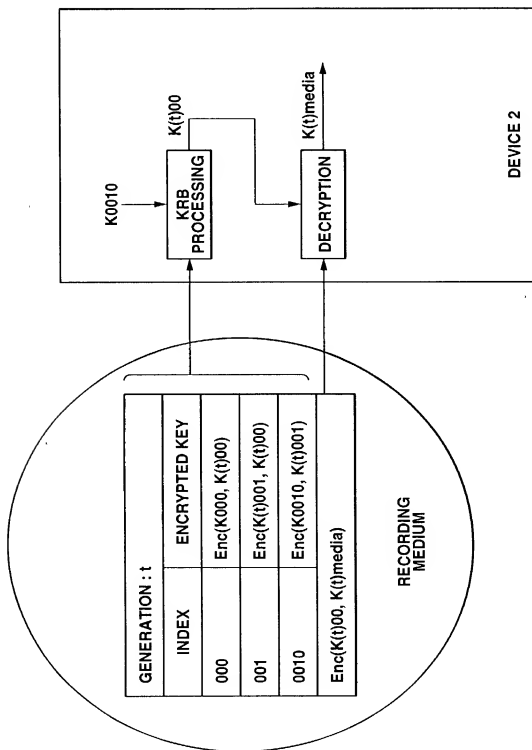 GENERATION : t
INDEX ENCRYPTED KEY
000 Enc(K000, K(t)00)
001 Enc(K(t)001, K(t)00)
0010 Enc(K0010, K(t)001)
Enc(K(t)00, K(t)media)
RECORDING
MEDIUM
K0010
KRB
PROCESSING
K(t)00
DECRYPTION
K(t)media
DEVICE 2